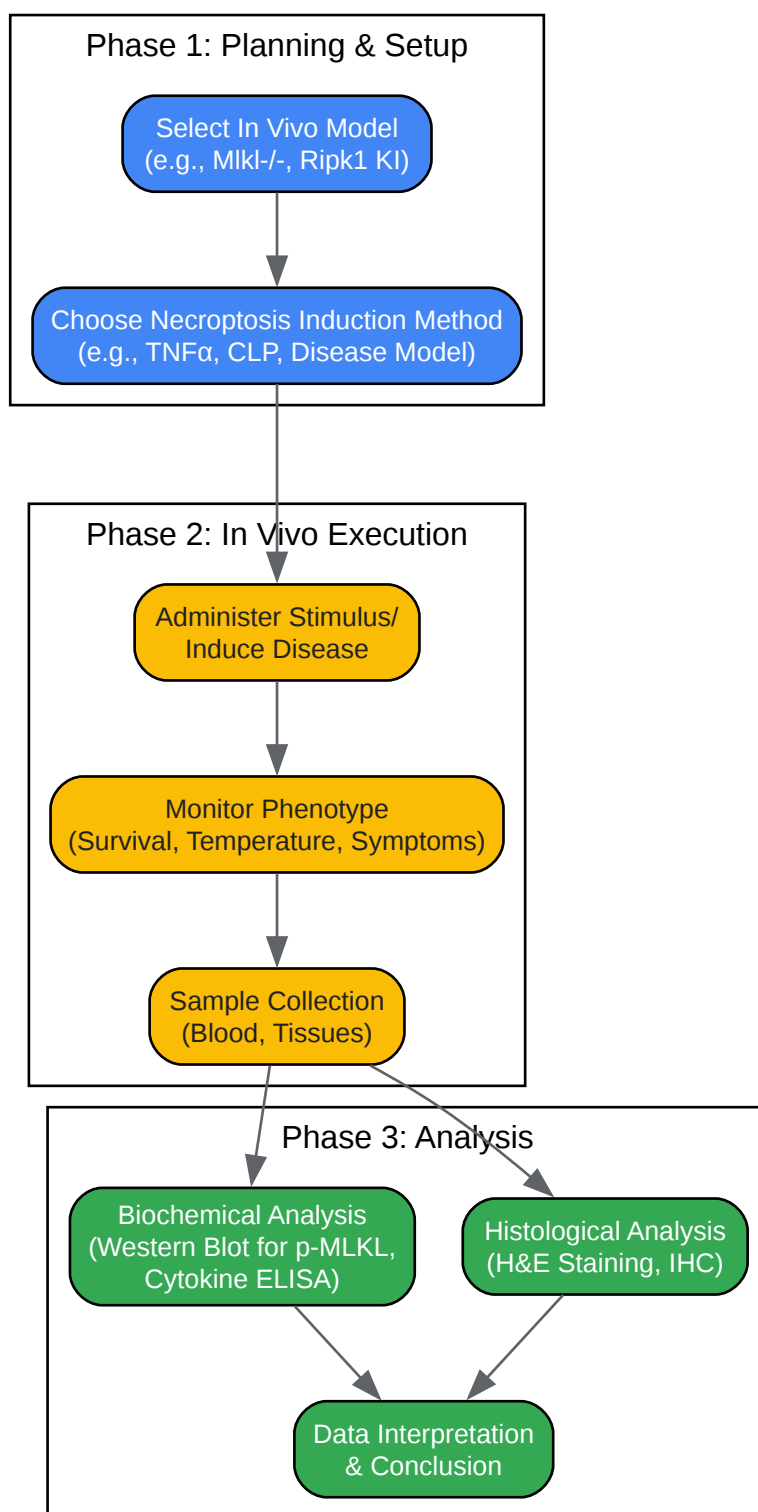 Phase 1: Planning & Setup
Select In Vivo Model
(e.g., Mlkl-/-, Ripk1 KI)
Choose Necroptosis Induction Method
(e.g., TNFα, CLP, Disease Model)
Phase 2: In Vivo Execution
Administer Stimulus/
Induce Disease
Monitor Phenotype
(Survival, Temperature, Symptoms)
Sample Collection
(Blood, Tissues)
Phase 3: Analysis
Biochemical Analysis
(Western Blot for p-MLKL,
Cytokine ELISA)
Histological Analysis
(H&E Staining, IHC)
Data Interpretation
& Conclusion